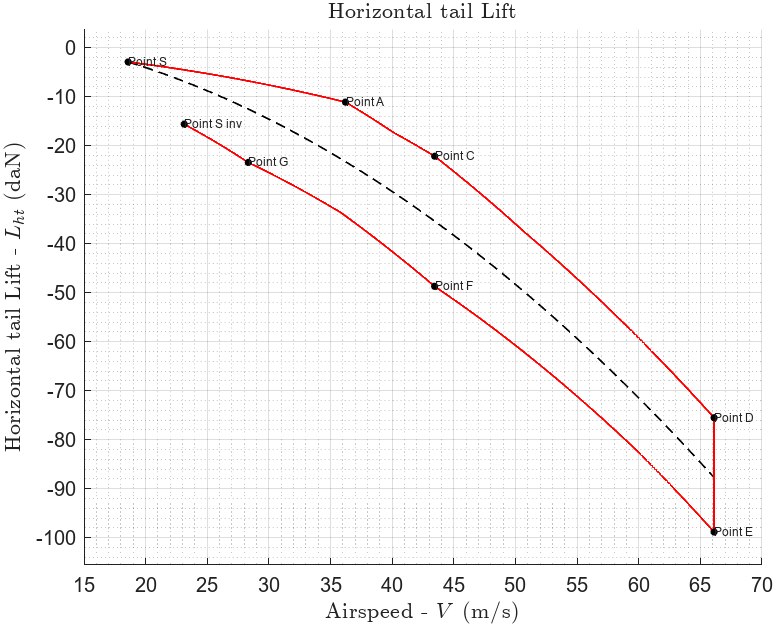 Horizontal tail Lift
Horizontal tail Lift - L_ht (daN)
0
-10
-20
-30
-40
-50
-60
-70
-80
-90
-100
Point S
Point A
Point S inv
Point C
Point G
Point F
Point D
Point E
15 20 25 30 35 40 45 50 55 60 65 70
Airspeed - V (m/s)